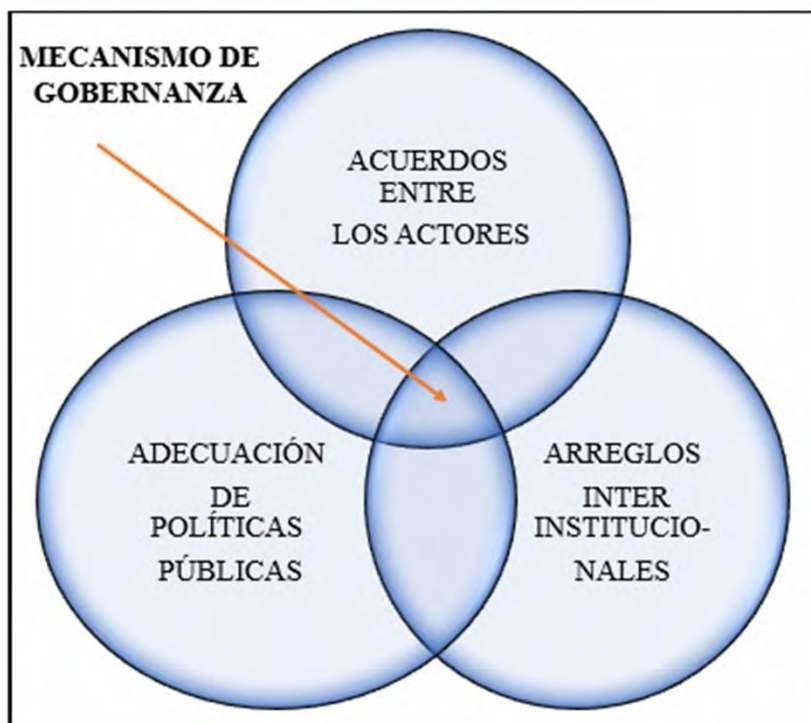 MECANISMO DE
GOBERNANZA
ACUERDOS
ENTRE
LOS ACTORES
ADECUACIÓN
DE
POLÍTICAS
PÚBLICAS
ARREGLOS
INTER
INSTITUCIO-
NALES